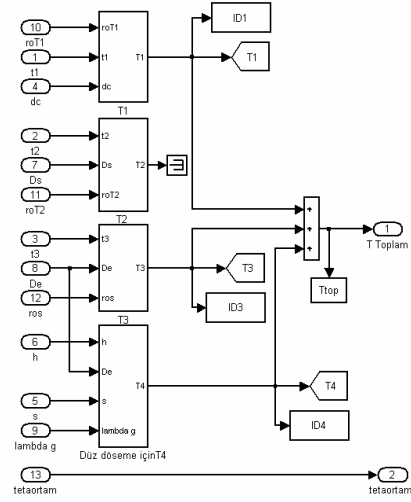 10
roT1
1
t1
4
dc
roT1
t1
dc
T1
T1
ID1
T1
2
t2
7
Ds
11
roT2
t2
Ds
roT2
T2
T2
3
t3
8
De
12
ros
t3
De
ros
T3
T3
T3
ID3
6
h
5
s
9
lambda g
h
De
s
lambda g
T4
Düz döseme içinT4
T4
ID4
+
+
+
1
T Toplam
Ttop
13
tetaortam
2
tetaortam